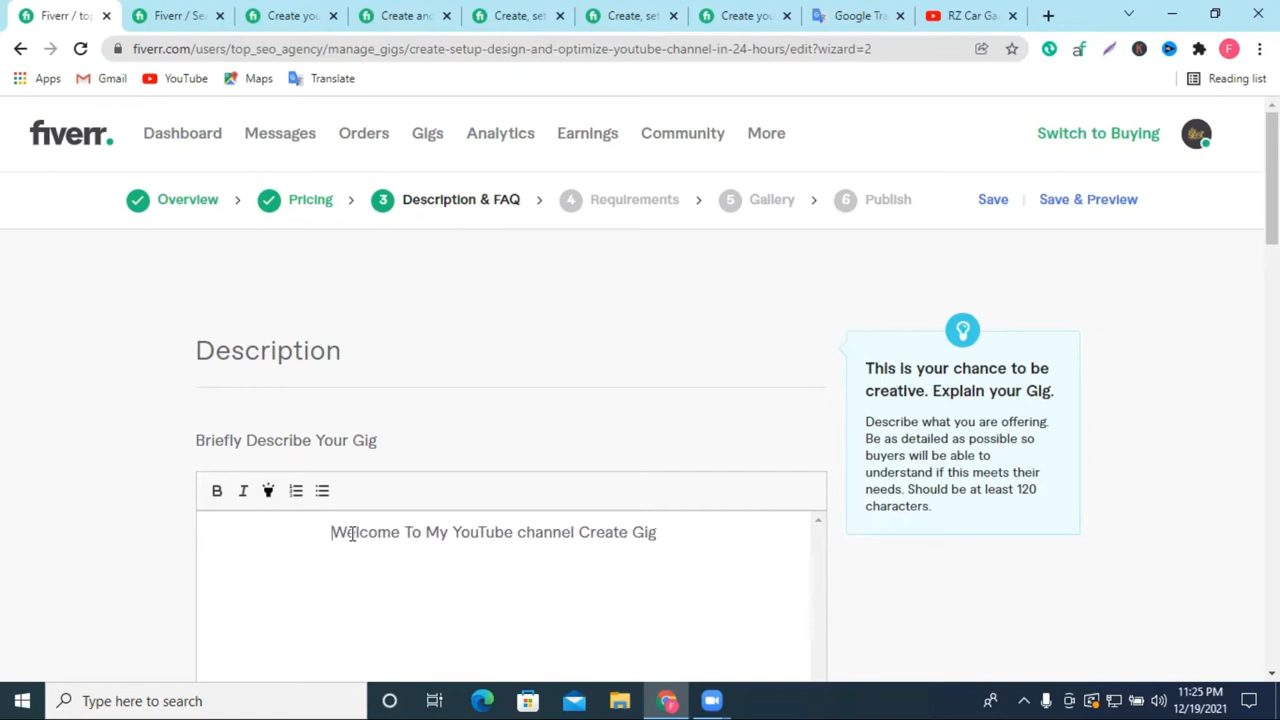 Fiverr / top
Fiverr / Se
Create you
Create and
Create, set
Create, set
Create you
Google Tra
RZ Car Ga
fiverr.com/users/top_seo_agency/manage_gigs/create-setup-design-and-optimize-youtube-channel-in-24-hours/edit?wizard=2
Apps Gmail YouTube Maps Translate Reading list
fiverr. Dashboard Messages Orders Gigs Analytics Earnings Community More Switch to Buying
Overview > Pricing > 3 Description & FAQ > 4 Requirements > 5 Gallery > 6 Publish Save | Save & Preview
Description
This is your chance to be
creative. Explain your Gig.
Describe what you are offering.
Be as detailed as possible so
buyers will be able to
understand if this meets their
needs. Should be at least 120
characters.
Briefly Describe Your Gig
B I
Welcome To My YouTube channel Create Gig
Type here to search
11:25 PM
12/19/2021